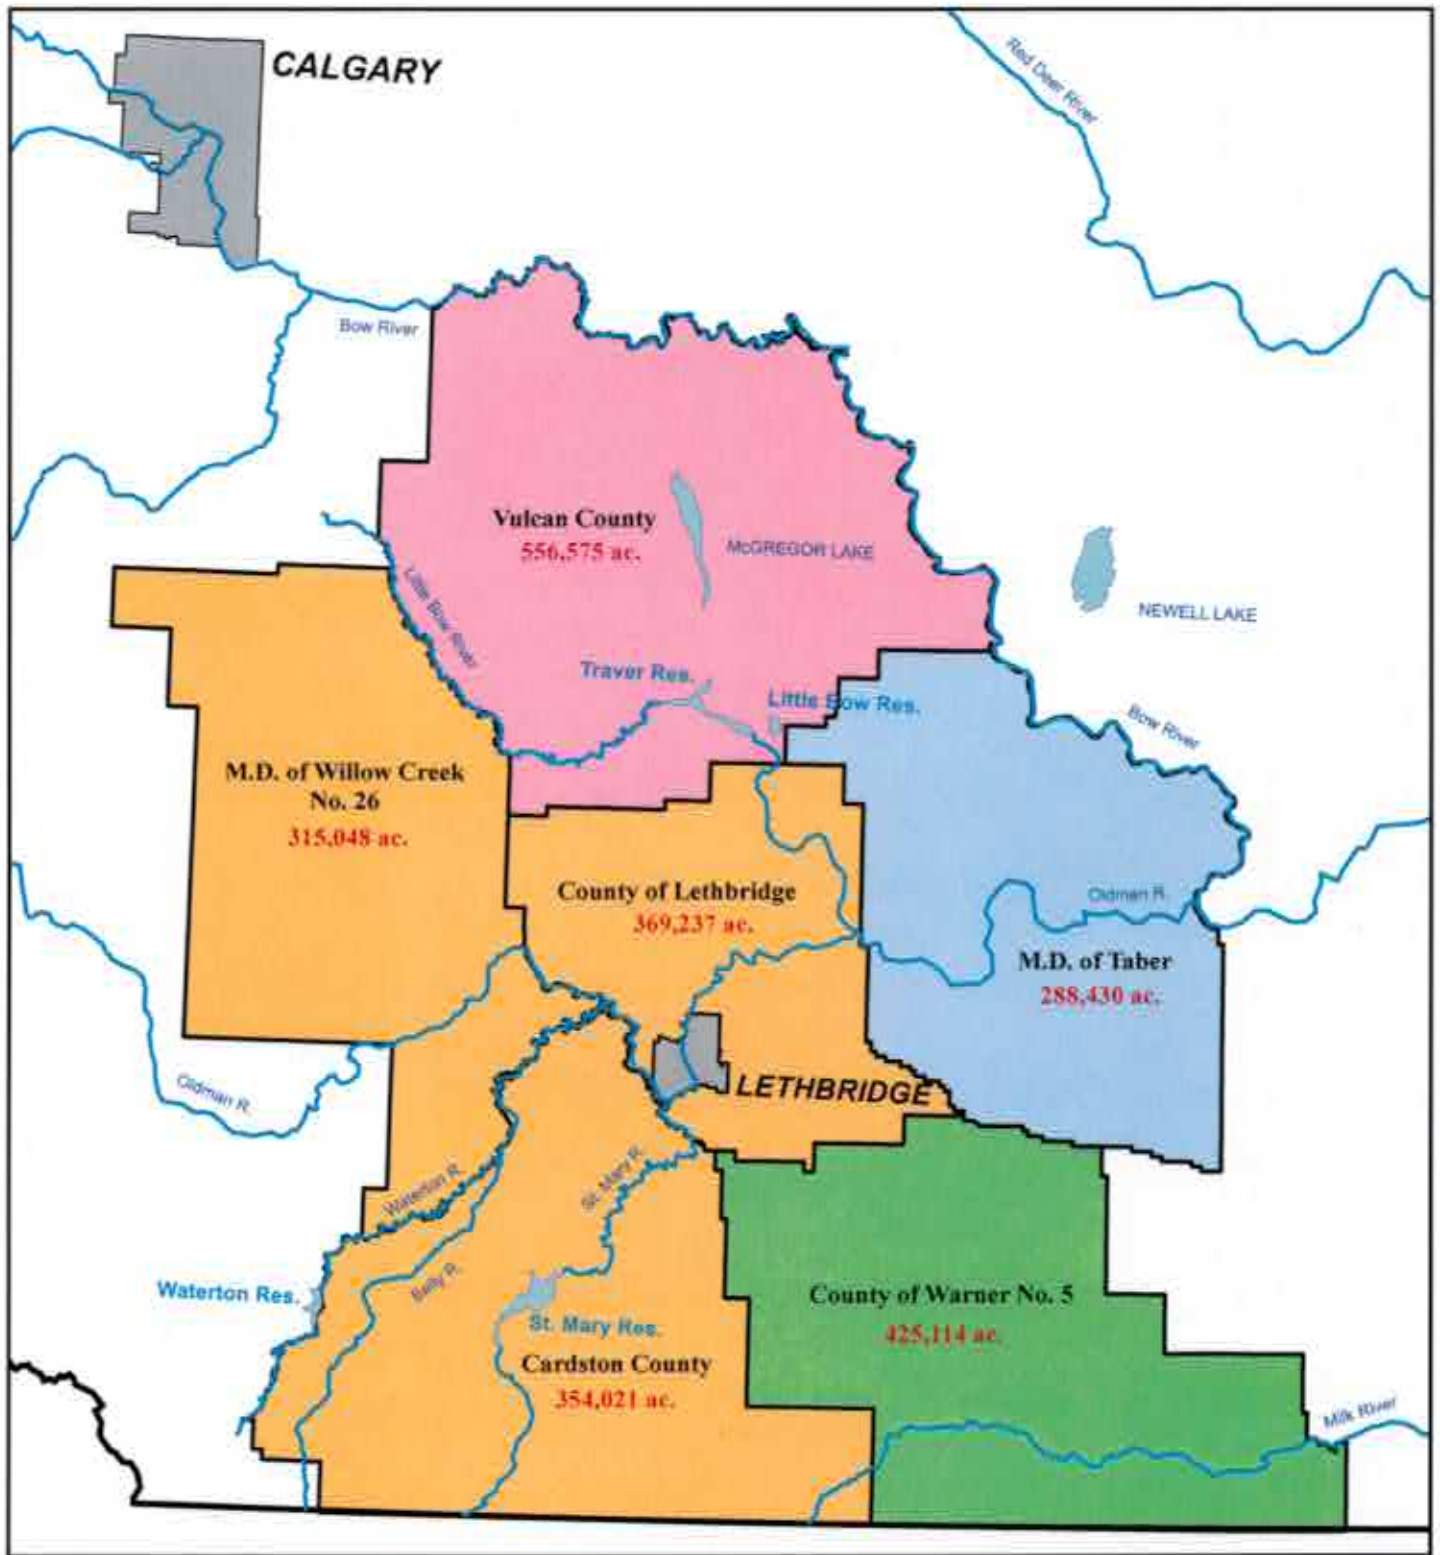 CALGARY
Red Deer River
Bow River
Vulcan County
556,575 ac.
McGREGOR LAKE
NEWELL LAKE
Little Bow River
Traver Res.
Little Bow Res.
Bow River
M.D. of Willow Creek
No. 26
315,048 ac.
County of Lethbridge
369,237 ac.
Oldman R.
M.D. of Taber
288,430 ac.
LETHBRIDGE
Oldman R.
Waterton R.
St. Mary R.
Belly R.
Waterton Res.
St. Mary Res.
County of Warner No. 5
425,114 ac.
Cardston County
354,021 ac.
Milk River